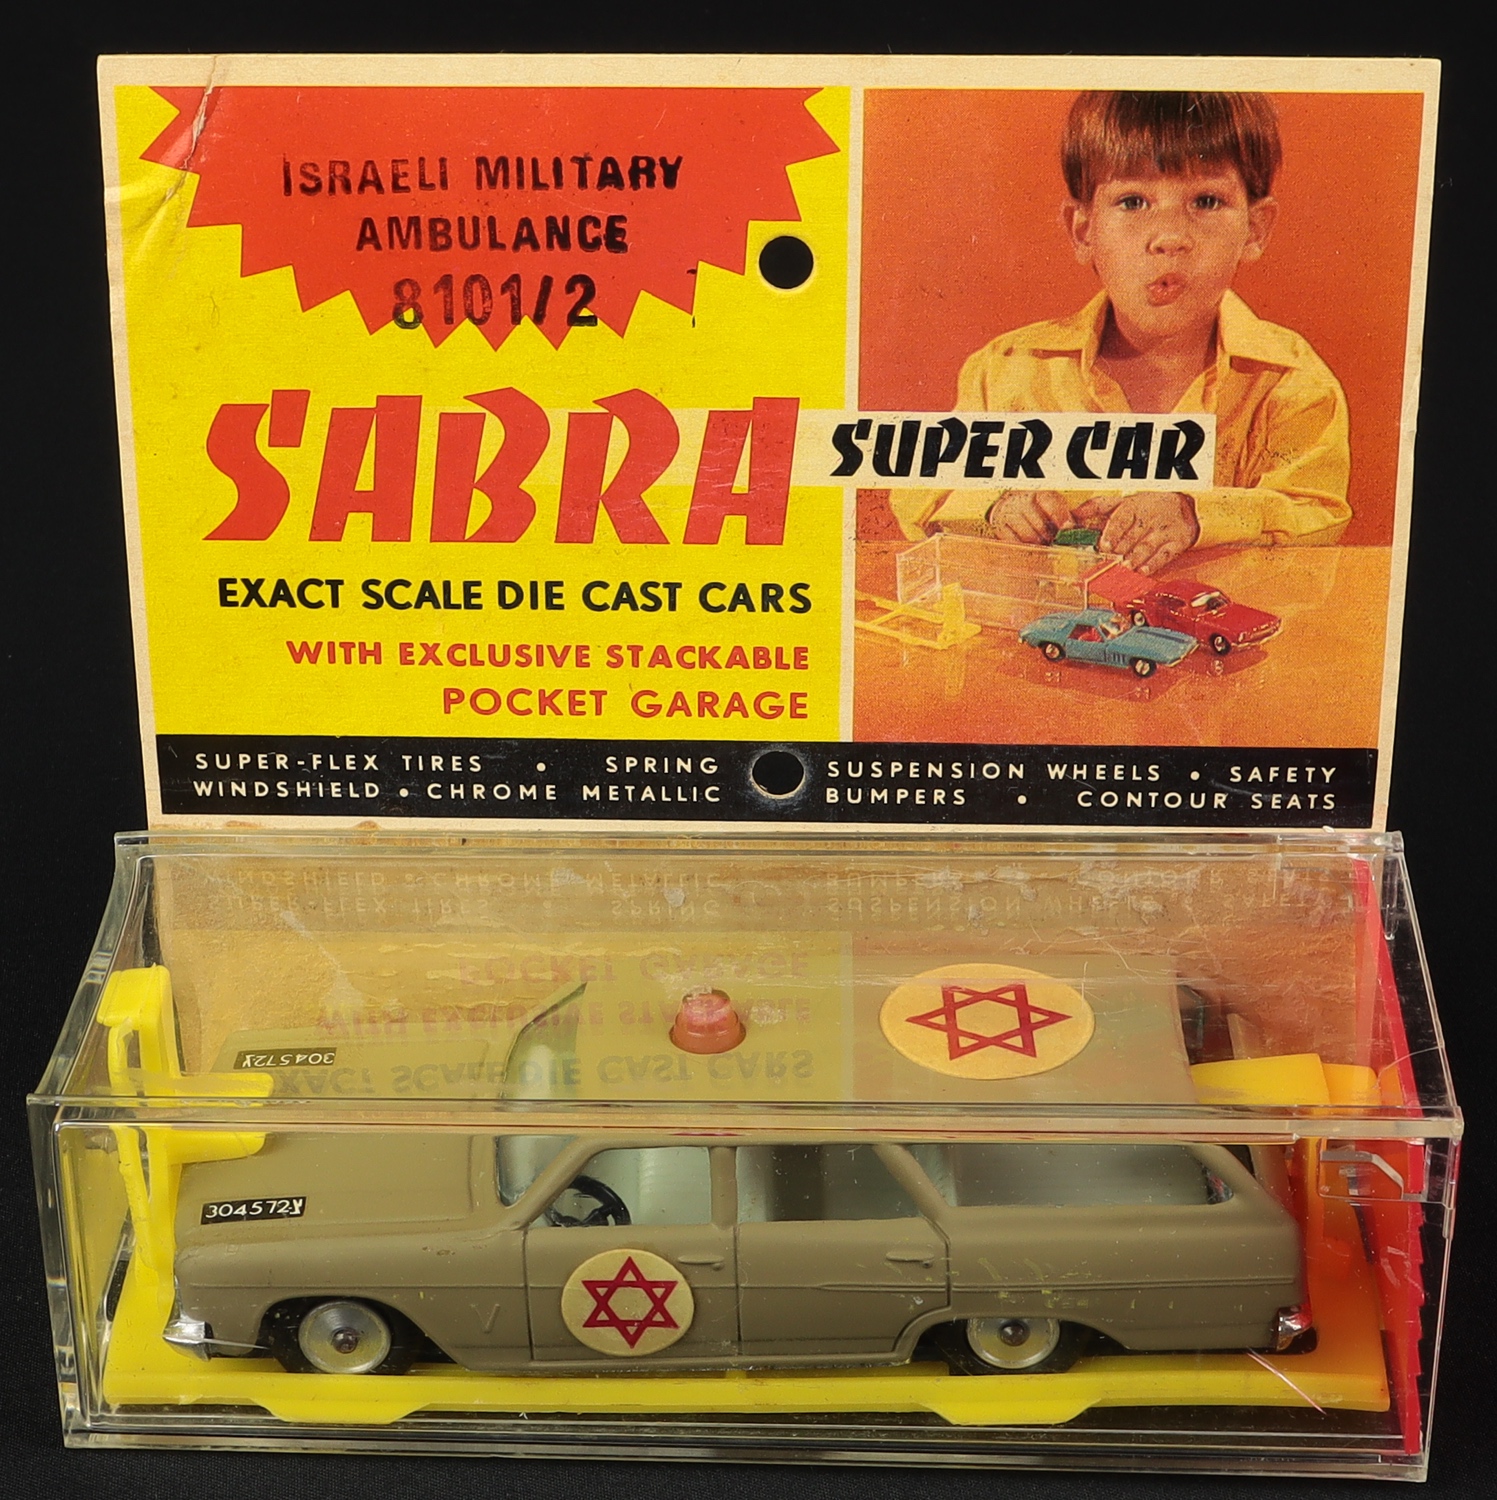 ISRAELI MILITARY
AMBULANCE
8101/2
SABRA SUPER CAR
EXACT SCALE DIE CAST CARS
WITH EXCLUSIVE STACKABLE
POCKET GARAGE
SUPER-FLEX TIRES • SPRING SUSPENSION WHEELS • SAFETY
WINDSHIELD • CHROME METALLIC BUMPERS • CONTOUR SEATS
304572צ